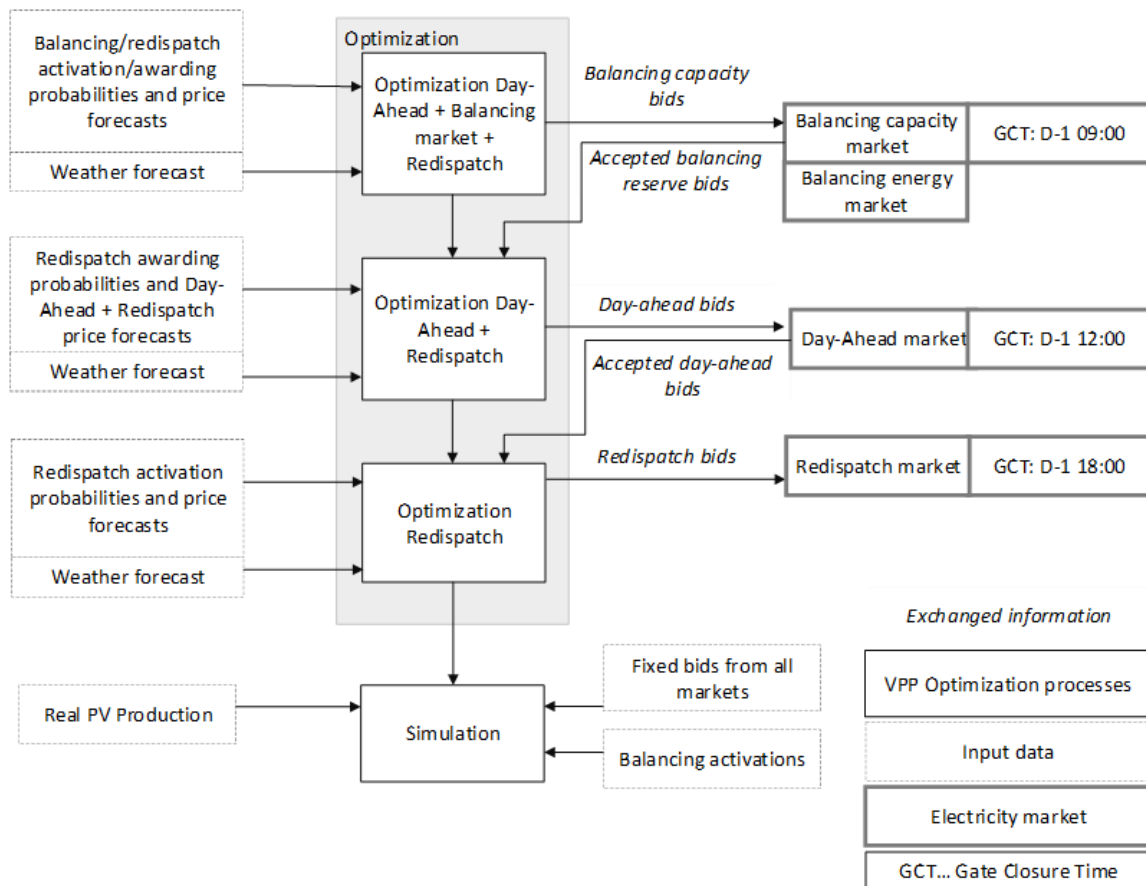 Optimization
Balancing/redispatch
activation/awarding
probabilities and price
forecasts
Weather forecast
Optimization Day-
Ahead + Balancing
market +
Redispatch
Balancing capacity
bids
Accepted balancing
reserve bids
Balancing capacity
market
GCT: D-1 09:00
Balancing energy
market
Redispatch awarding
probabilities and Day-
Ahead + Redispatch
price forecasts
Weather forecast
Optimization Day-
Ahead +
Redispatch
Day-ahead bids
Accepted day-ahead
bids
Day-Ahead market
GCT: D-1 12:00
Redispatch activation
probabilities and price
forecasts
Weather forecast
Optimization
Redispatch
Redispatch bids
Redispatch market
GCT: D-1 18:00
Real PV Production
Simulation
Fixed bids from all
markets
Balancing activations
Exchanged information
VPP Optimization processes
Input data
Electricity market
GCT... Gate Closure Time